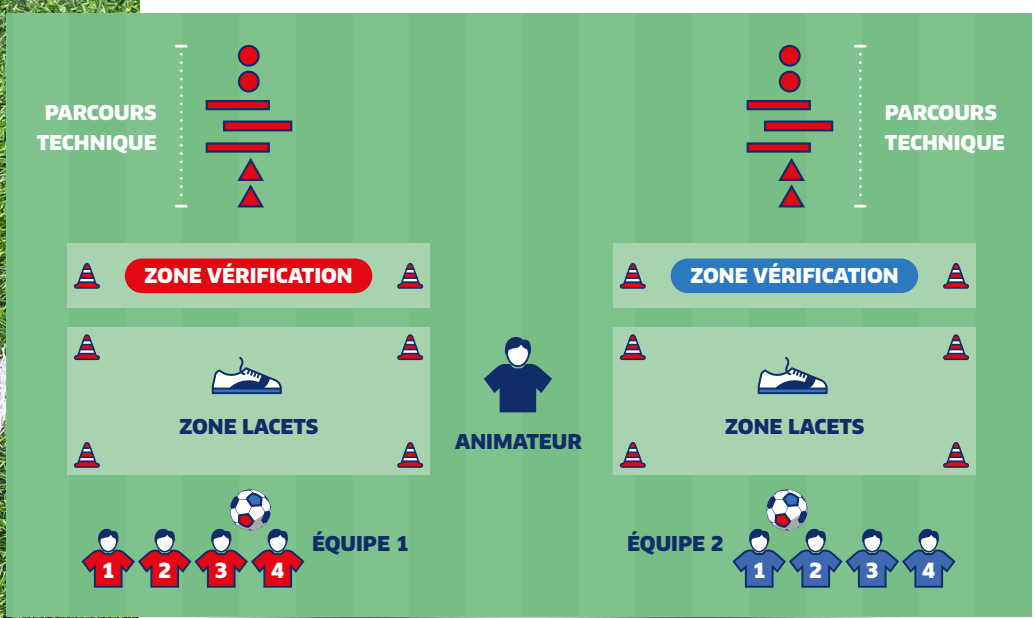 PARCOURS
TECHNIQUE
PARCOURS
TECHNIQUE
ZONE VÉRIFICATION
ZONE VÉRIFICATION
ZONE LACETS
ZONE LACETS
ANIMATEUR
ÉQUIPE 1
ÉQUIPE 2
1 2 3 4
1 2 3 4